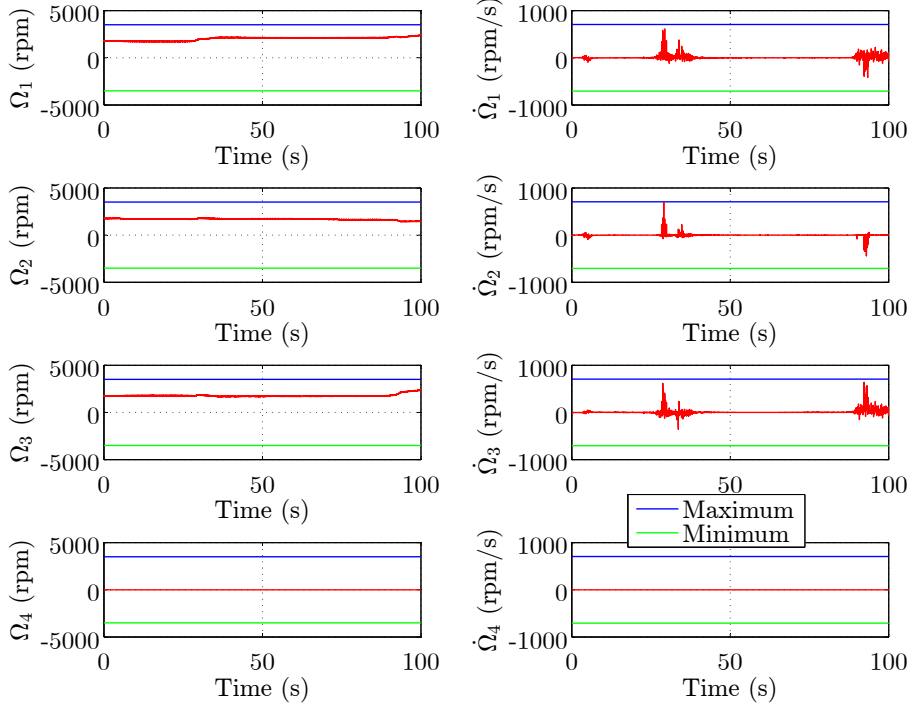 5000
0
-5000
Ω1 (rpm)
0 50 100
Time (s)
1000
0
-1000
Ω̇1 (rpm/s)
0 50 100
Time (s)
5000
0
-5000
Ω2 (rpm)
0 50 100
Time (s)
1000
0
-1000
Ω̇2 (rpm/s)
0 50 100
Time (s)
5000
0
-5000
Ω3 (rpm)
0 50 100
Time (s)
1000
0
-1000
Ω̇3 (rpm/s)
0 50 100
Time (s)
Maximum
Minimum
5000
0
-5000
Ω4 (rpm)
0 50 100
Time (s)
1000
0
-1000
Ω̇4 (rpm/s)
0 50 100
Time (s)